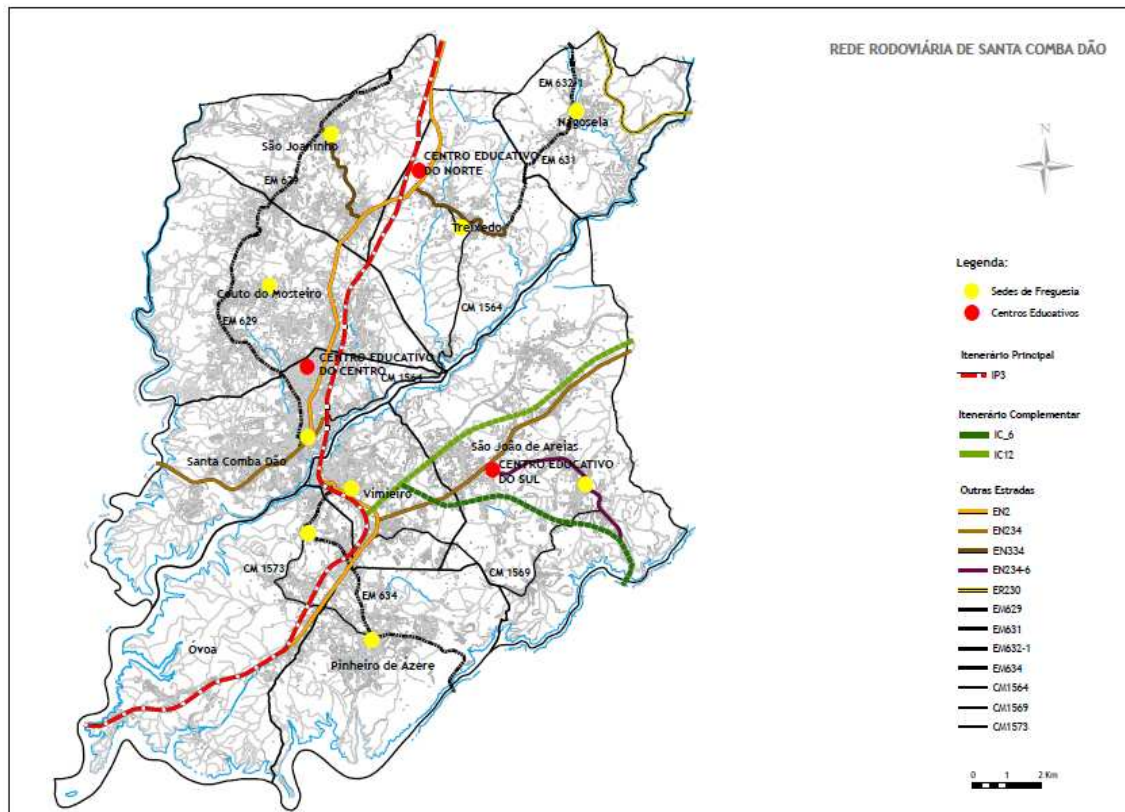 REDE RODOVIÁRIA DE SANTA COMBA DÃO
N
EM 632-1
Nagosela
São Joaninho
CENTRO EDUCATIVO
DO NORTE
EM 631
EM 629
Treixedo
Couto do Mosteiro
EM 629
CM 1564
CENTRO EDUCATIVO
DO CENTRO
CM 1564
São João de Areias
Santa Comba Dão
CENTRO EDUCATIVO
DO SUL
Vimieiro
CM 1573
CM 1569
EM 634
Óvoa
Pinheiro de Azere
Legenda:
Sedes de Freguesia
Centros Educativos
Itenerário Principal
IP3
Itenerário Complementar
IC_6
IC12
Outras Estradas
EN2
EN234
EN334
EN234-6
ER230
EM629
EM631
EM632-1
EM634
CM1564
CM1569
CM1573
0 1 2 Km